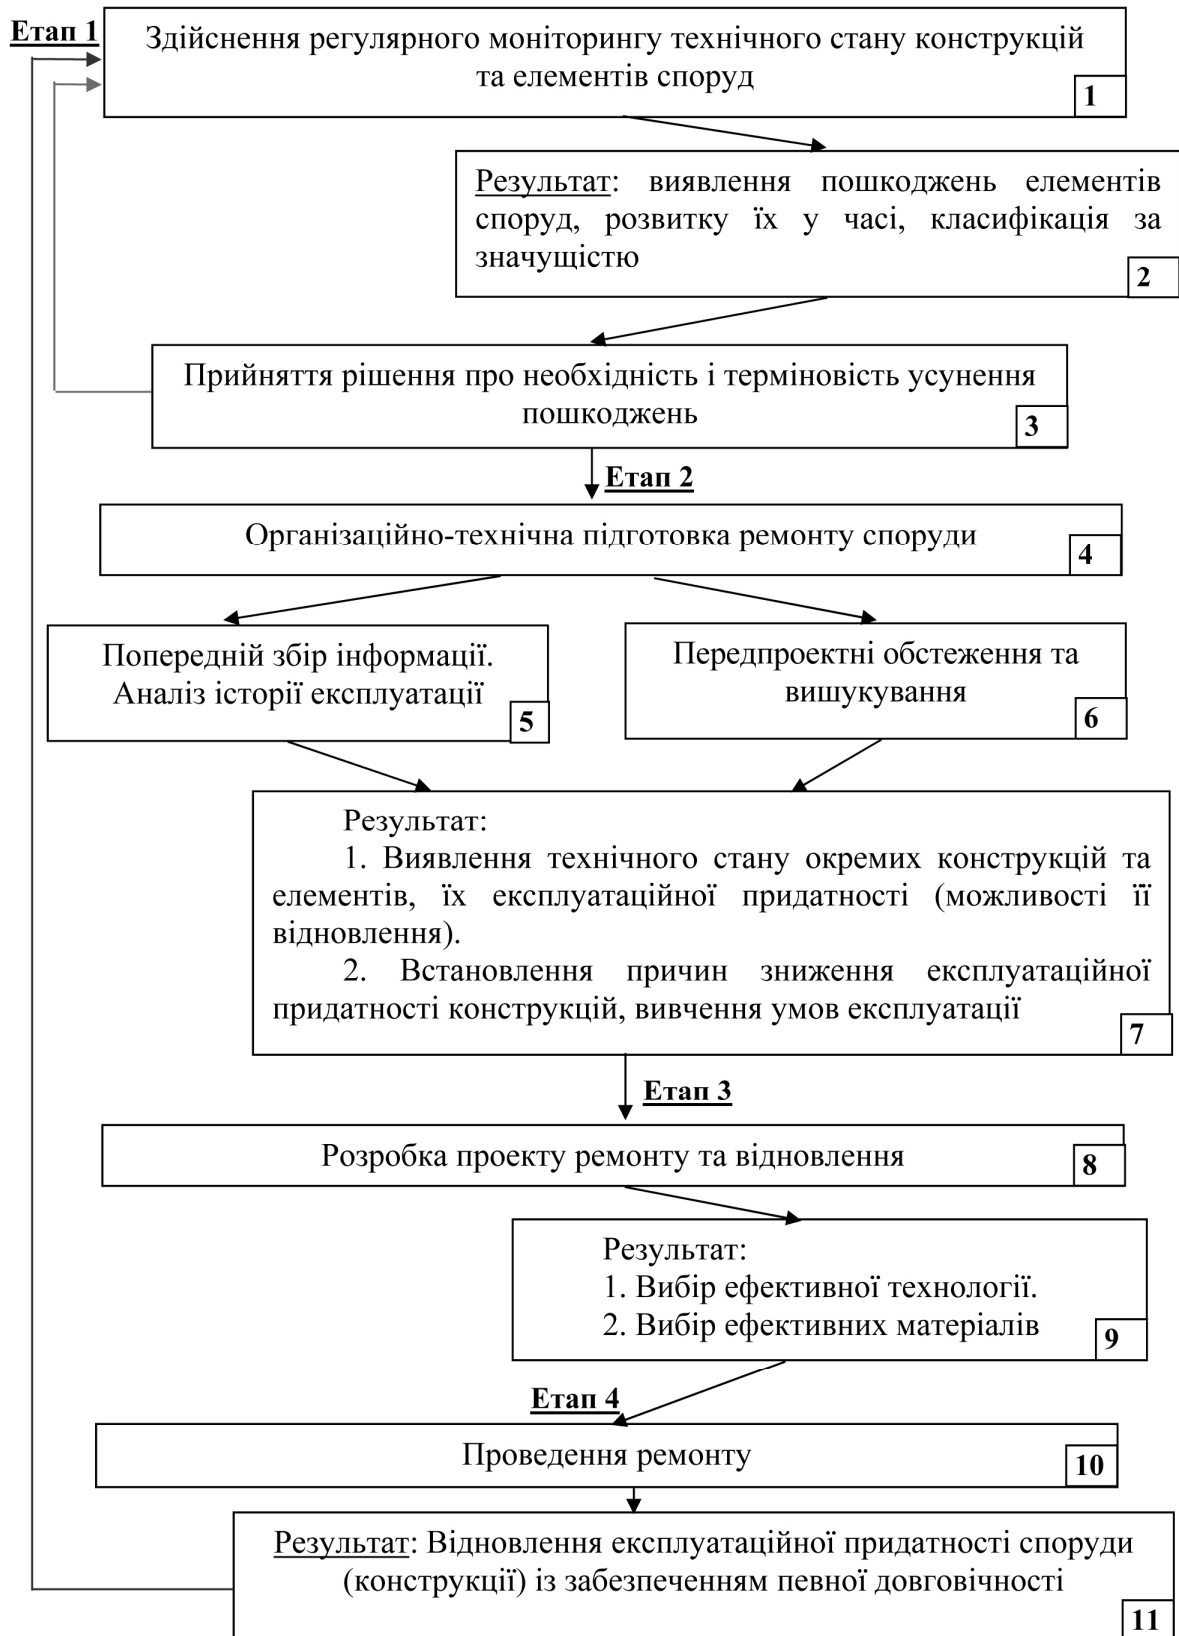 Етап 1
Здійснення регулярного моніторингу технічного стану конструкцій
та елементів споруд
1
Результат: виявлення пошкоджень елементів
споруд, розвитку їх у часі, класифікація за
значущістю
2
Прийняття рішення про необхідність і терміновість усунення
пошкоджень
3
Етап 2
Організаційно-технічна підготовка ремонту споруди
4
Попередній збір інформації.
Аналіз історії експлуатації
5
Передпроектні обстеження та
вишукування
6
Результат:
1. Виявлення технічного стану окремих конструкцій та
елементів, їх експлуатаційної придатності (можливості її
відновлення).
2. Встановлення причин зниження експлуатаційної
придатності конструкцій, вивчення умов експлуатації
7
Етап 3
Розробка проекту ремонту та відновлення
8
Результат:
1. Вибір ефективної технології.
2. Вибір ефективних матеріалів
9
Етап 4
Проведення ремонту
10
Результат: Відновлення експлуатаційної придатності споруди
(конструкції) із забезпеченням певної довговічності
11